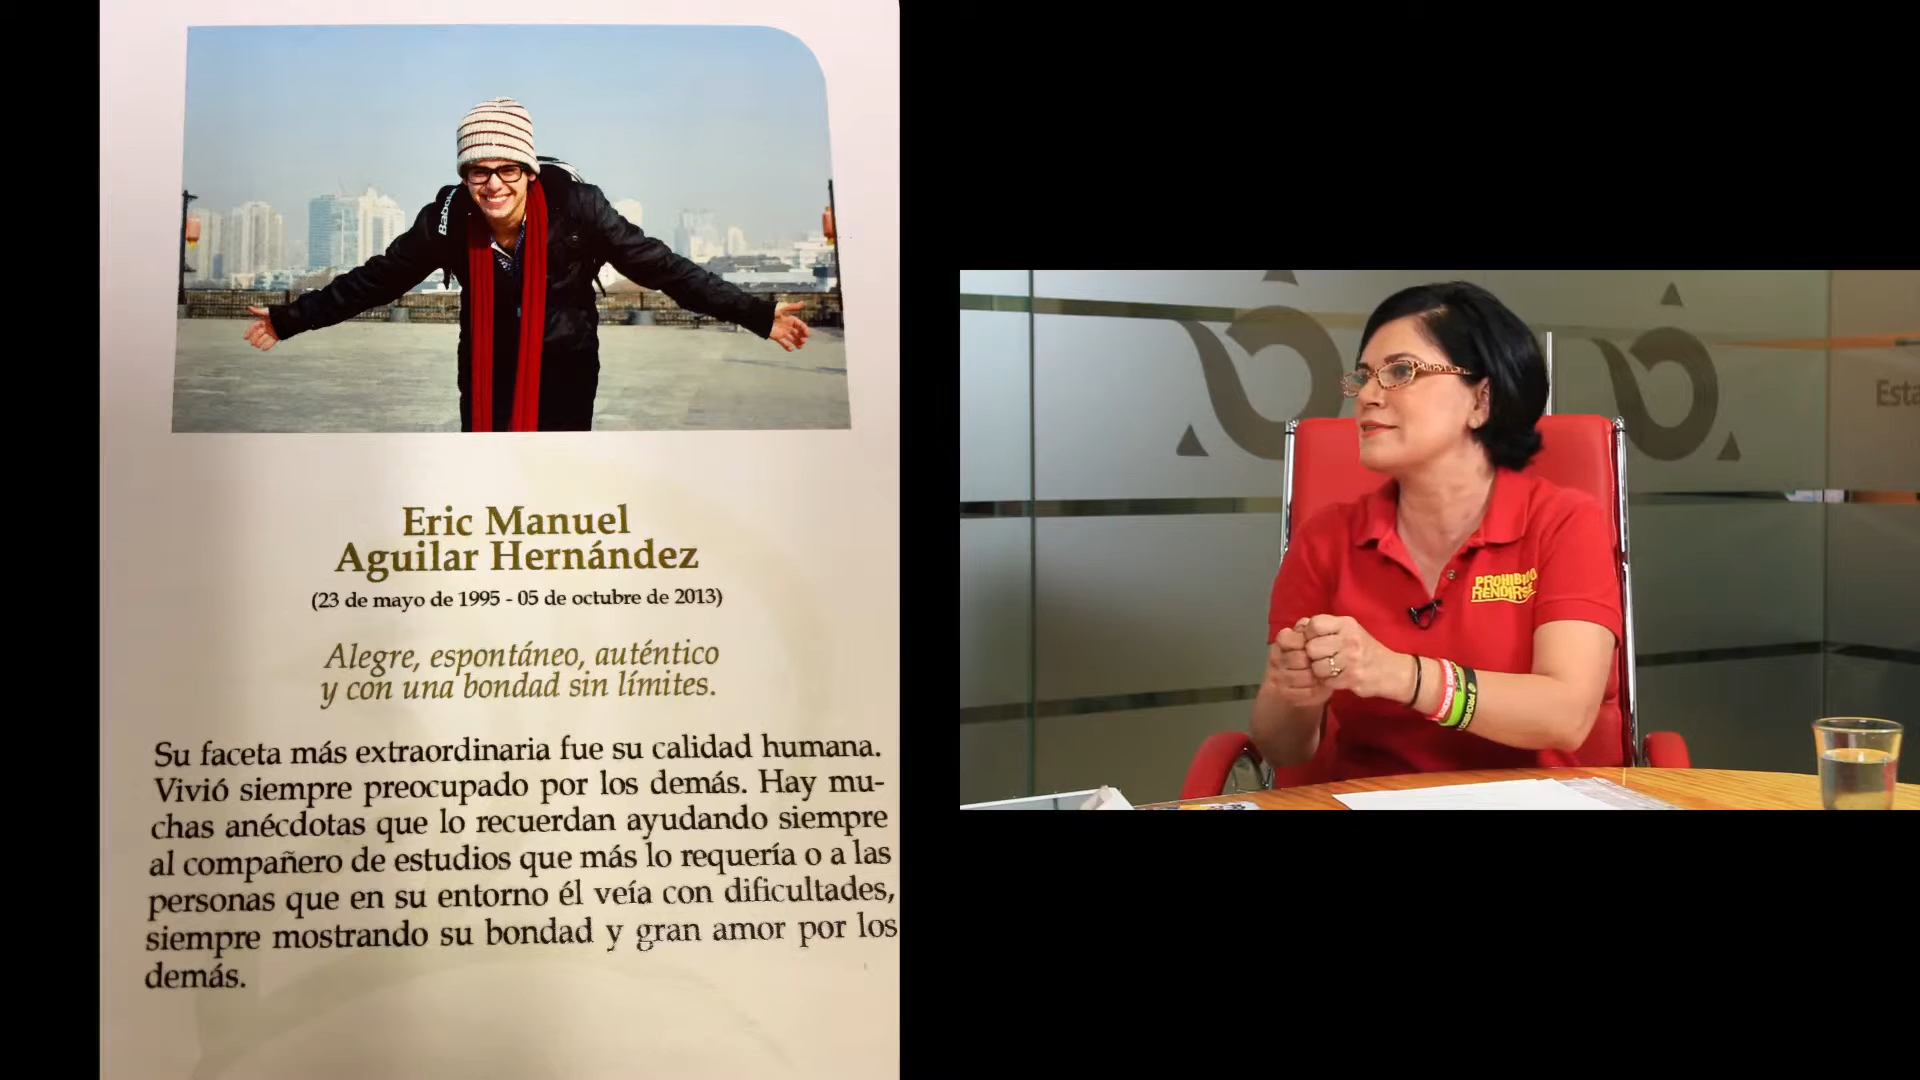 Babolat
Eric Manuel
Aguilar Hernández
(23 de mayo de 1995 - 05 de octubre de 2013)
Alegre, espontáneo, auténtico
y con una bondad sin límites.
Su faceta más extraordinaria fue su calidad humana.
Vivió siempre preocupado por los demás. Hay mu-
chas anécdotas que lo recuerdan ayudando siempre
al compañero de estudios que más lo requería o a las
personas que en su entorno él veía con dificultades,
siempre mostrando su bondad y gran amor por los
demás.
Esta
PROHIBIDO
RENDIRSE